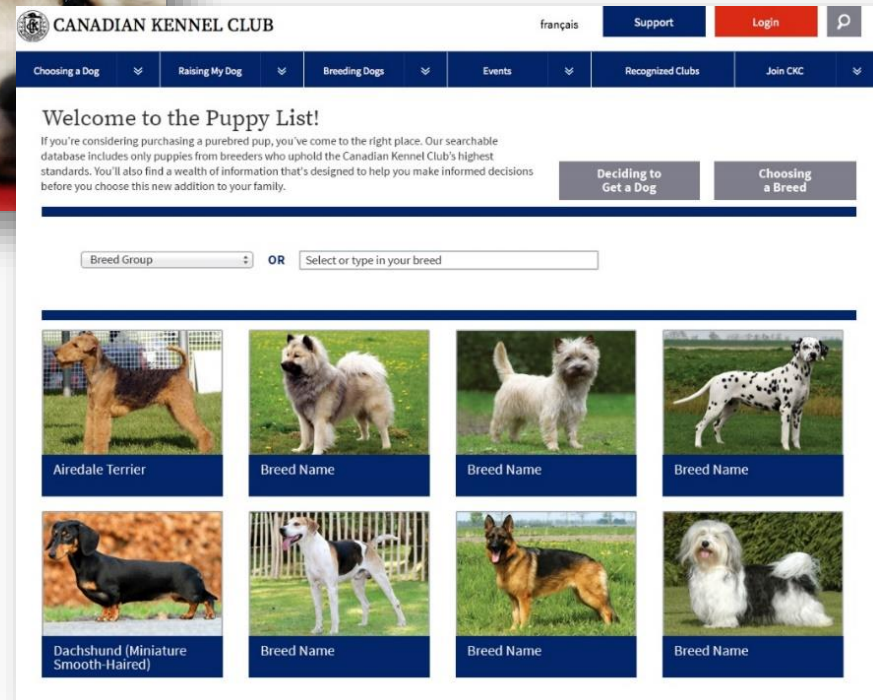 CANADIAN KENNEL CLUB
français
Support
Login
Choosing a Dog
Raising My Dog
Breeding Dogs
Events
Recognized Clubs
Join CKC
Welcome to the Puppy List!
If you're considering purchasing a purebred pup, you've come to the right place. Our searchable
database includes only puppies from breeders who uphold the Canadian Kennel Club's highest
standards. You'll also find a wealth of information that's designed to help you make informed decisions
before you choose this new addition to your family.
Deciding to
Get a Dog
Choosing
a Breed
Breed Group
OR
Select or type in your breed
Airedale Terrier
Breed Name
Breed Name
Breed Name
Dachshund (Miniature
Smooth-Haired)
Breed Name
Breed Name
Breed Name